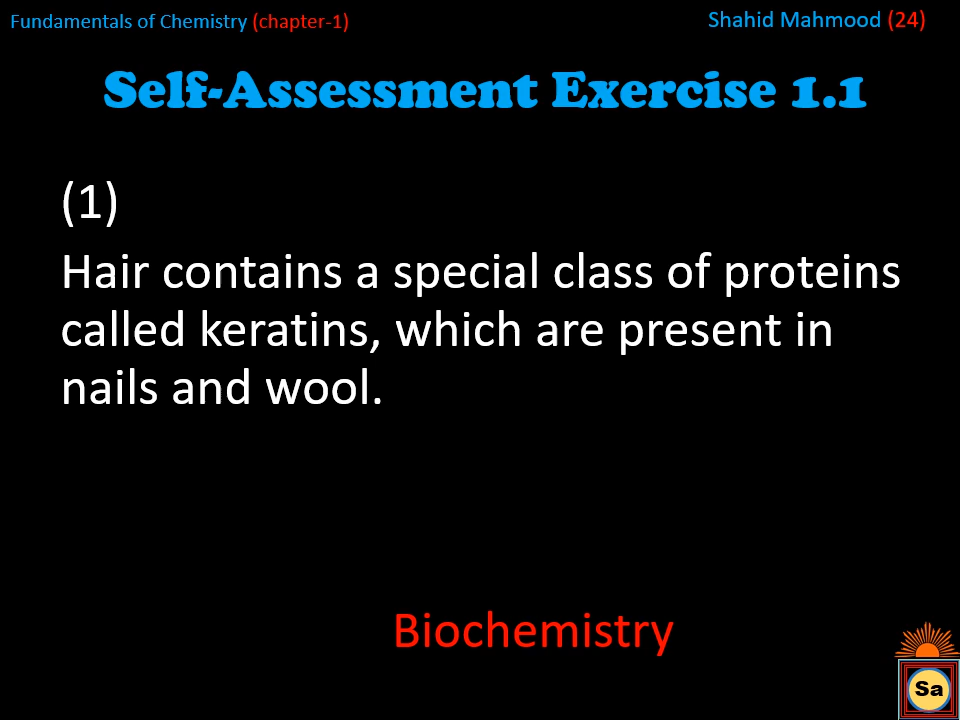 Fundamentals of Chemistry (chapter-1)
Shahid Mahmood (24)
Self-Assessment Exercise 1.1
(1)
Hair contains a special class of proteins
called keratins, which are present in
nails and wool.
Biochemistry
Sa